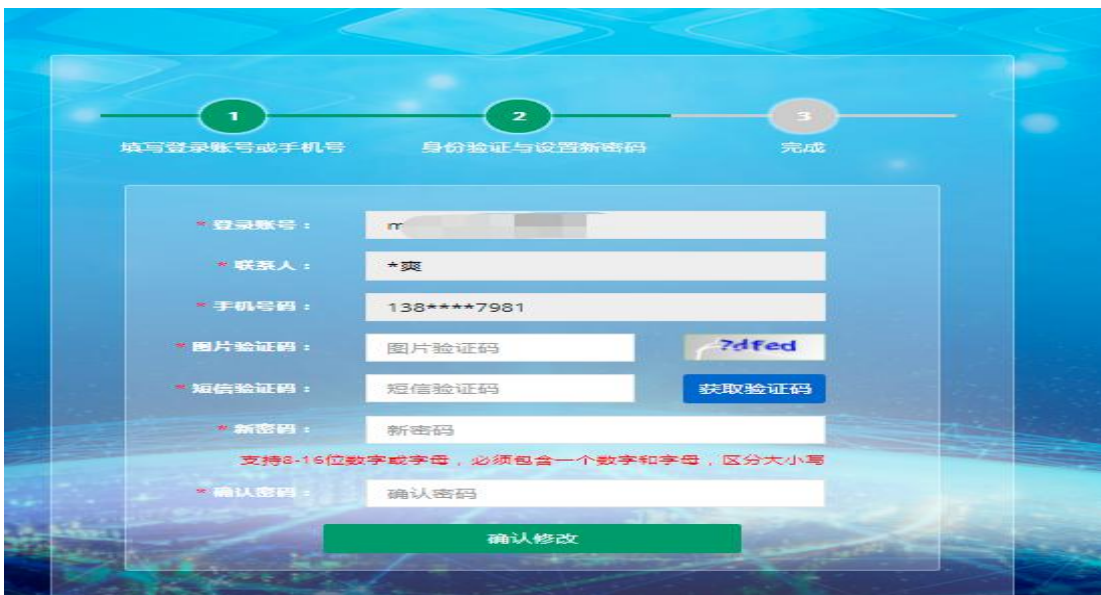 1
2
3
填写登录账号或手机号
身份验证与设置新密码
完成
* 登录账号：
m
* 联系人：
*爽
* 手机号码：
138****7981
* 图片验证码：
图片验证码
7dfed
* 短信验证码：
短信验证码
获取验证码
* 新密码：
新密码
支持8-16位数字或字母，必须包含一个数字和字母，区分大小写
* 确认密码：
确认密码
确认修改